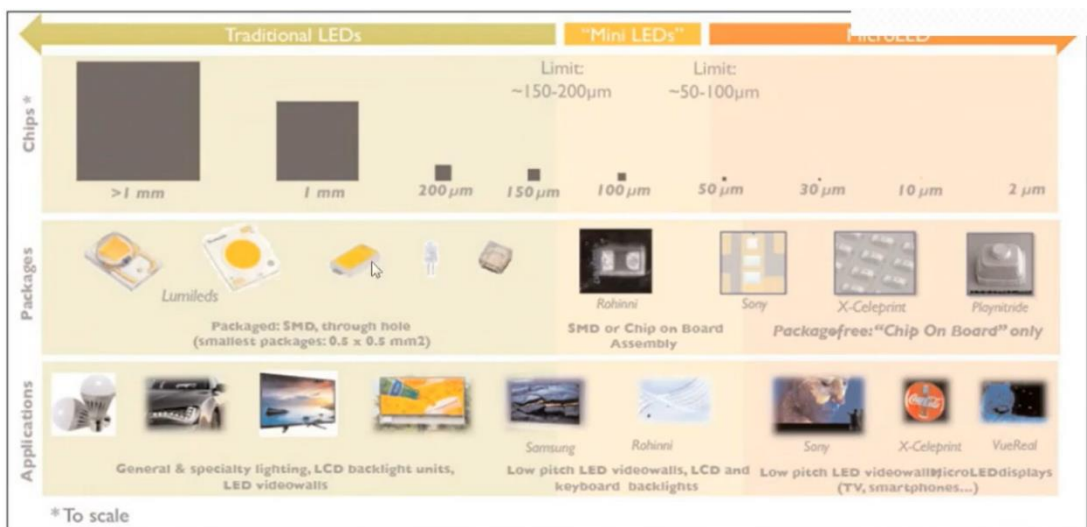 Traditional LEDs
"Mini LEDs"
MicroLED
Chips *
Limit:
~150-200µm
Limit:
~50-100µm
>1 mm
1 mm
200 µm
150 µm
100 µm
50 µm
30 µm
10 µm
2 µm
Packages
Lumileds
Rohinni
Sony
X-Celeprint
Playnitride
Packaged: SMD, through hole
(smallest packages: 0.5 x 0.5 mm2)
SMD or Chip on Board
Assembly
Packagefree: "Chip On Board" only
Applications
Coca-Cola
Samsung
Rohinni
Sony
X-Celeprint
VueReal
General & specialty lighting, LCD backlight units,
LED videowalls
Low pitch LED videowalls, LCD and
keyboard backlights
Low pitch LED videowalls
MicroLED displays
(TV, smartphones...)
* To scale